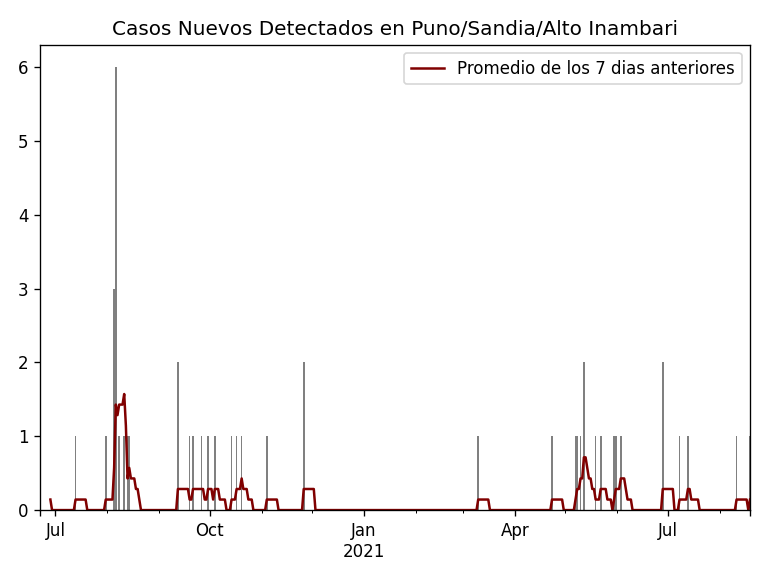 Casos Nuevos Detectados en Puno/Sandia/Alto Inambari
Promedio de los 7 dias anteriores
6
5
4
3
2
1
0
Jul Oct Jan Apr Jul
2021